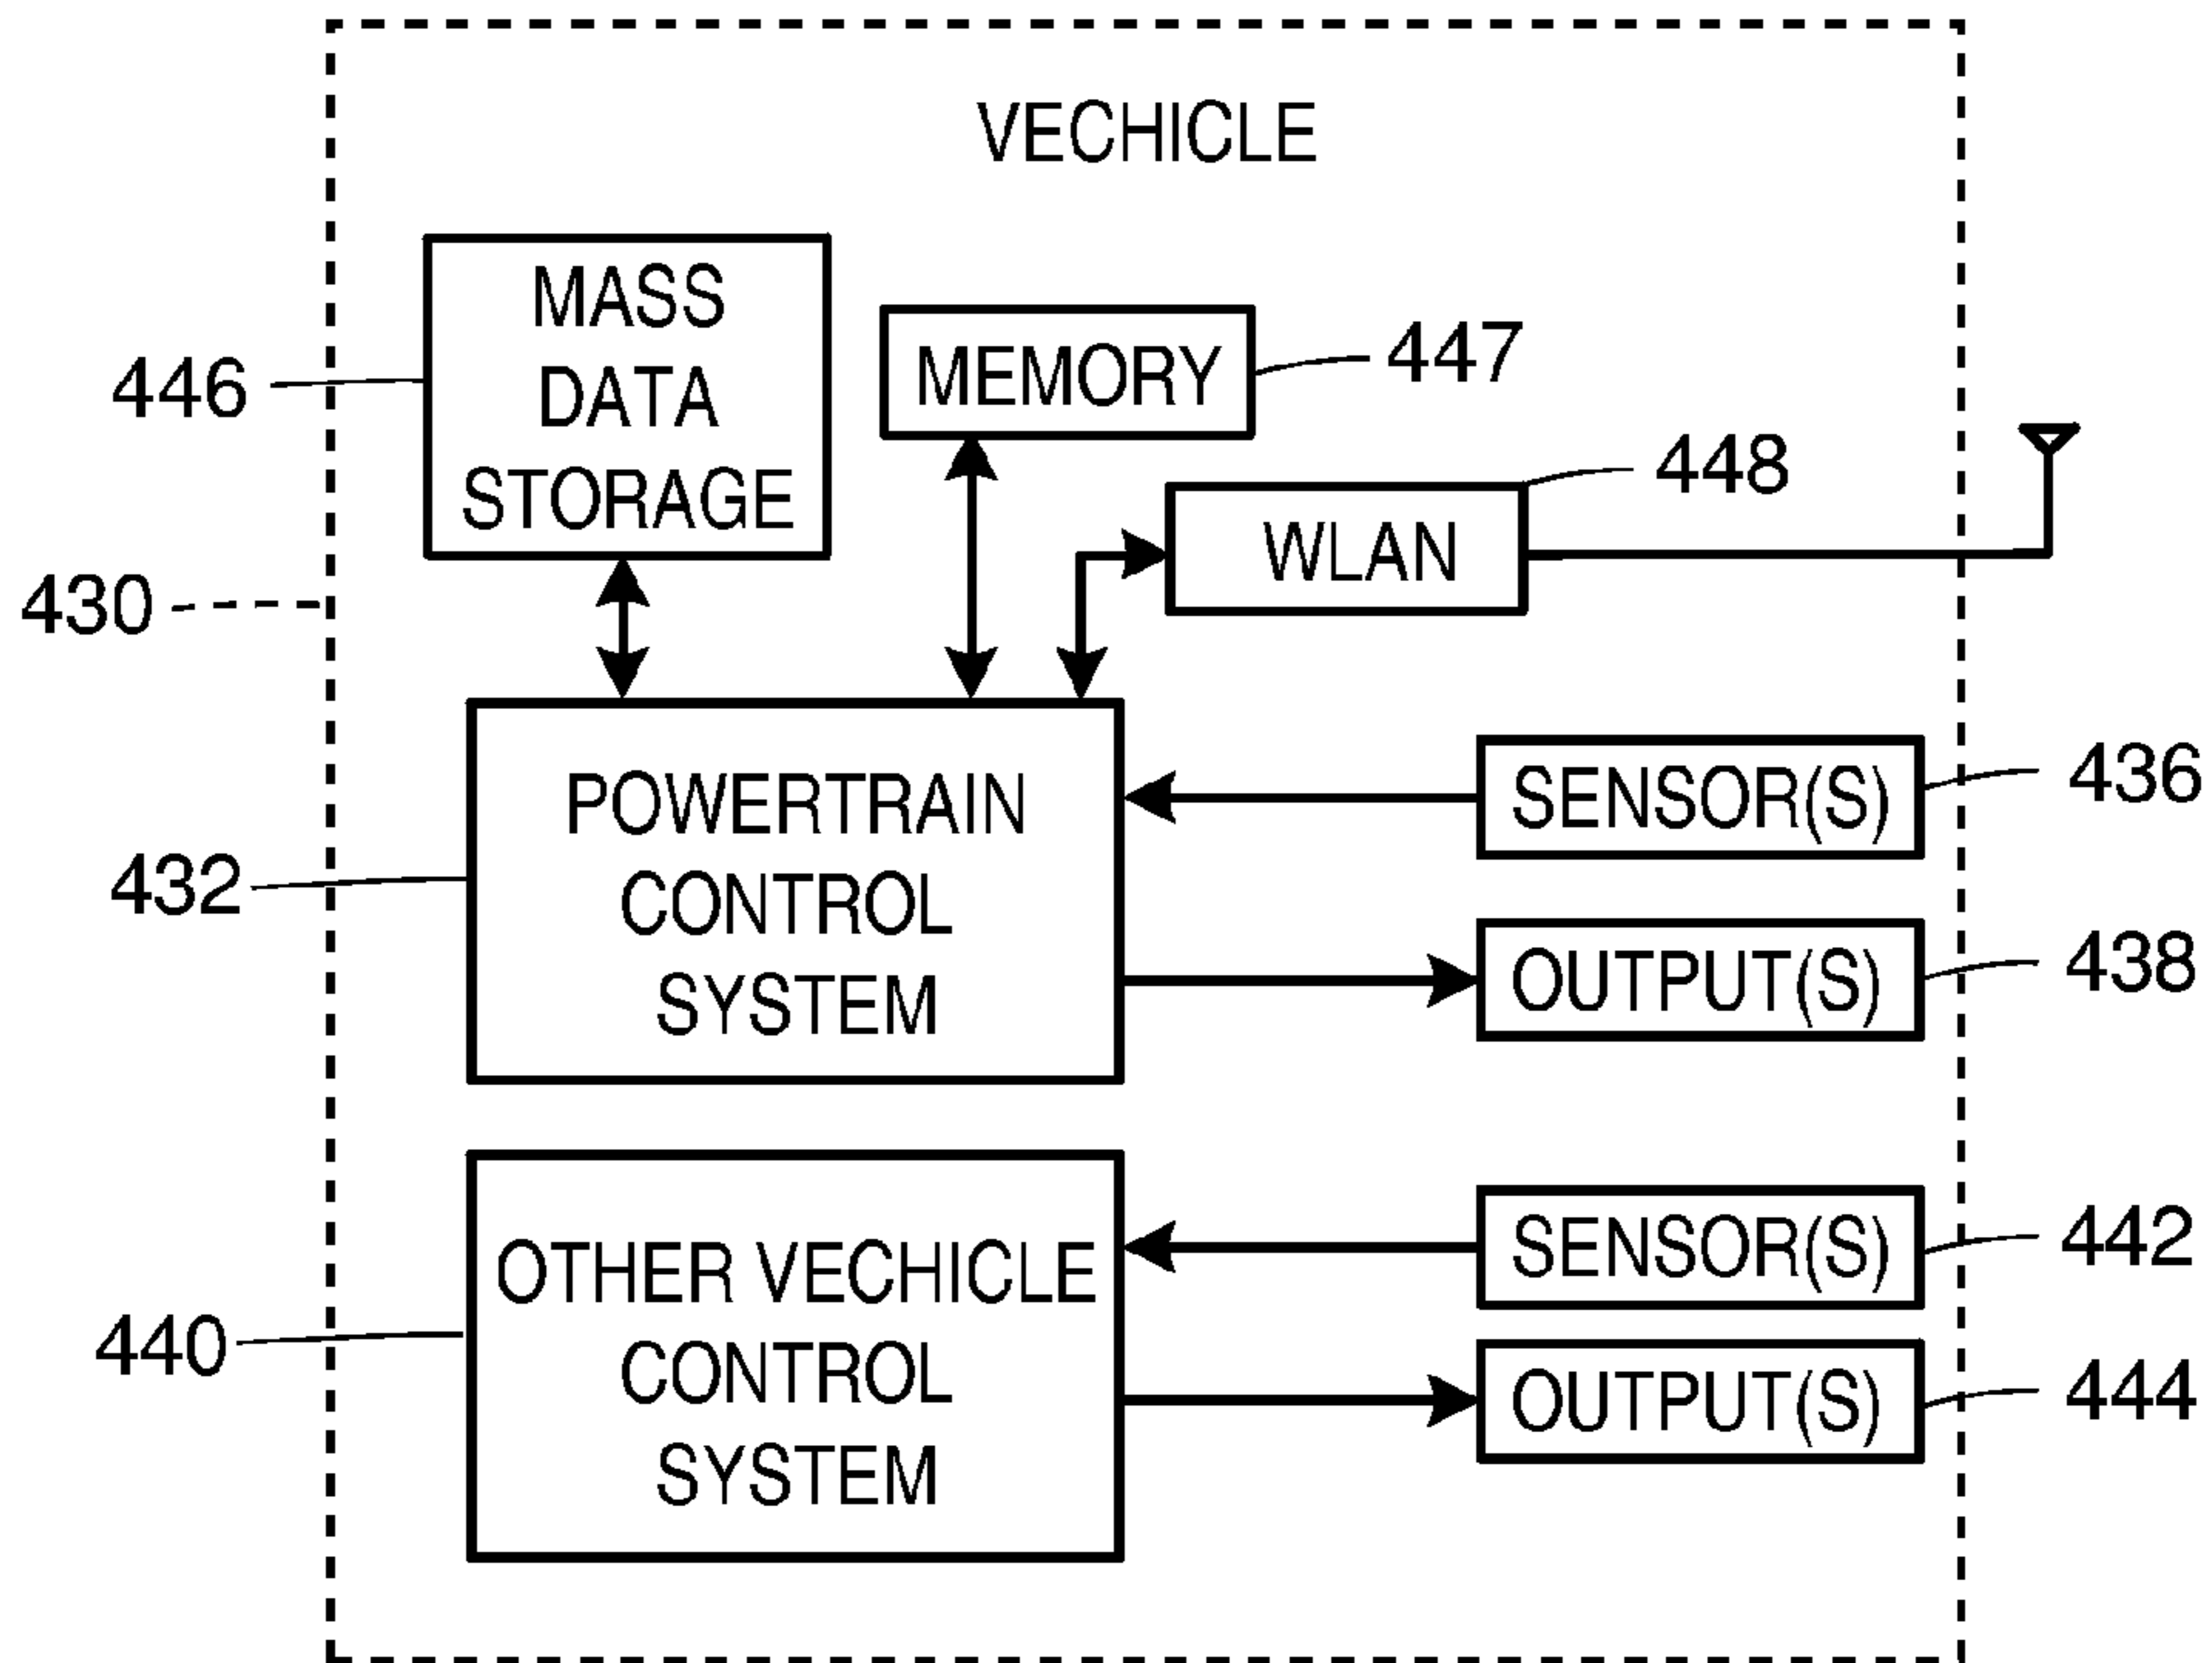 VECHICLE
MASS
DATA
STORAGE
446
MEMORY
447
WLAN
448
430
POWERTRAIN
CONTROL
SYSTEM
432
SENSOR(S)
436
OUTPUT(S)
438
OTHER VECHICLE
CONTROL
SYSTEM
440
SENSOR(S)
442
OUTPUT(S)
444